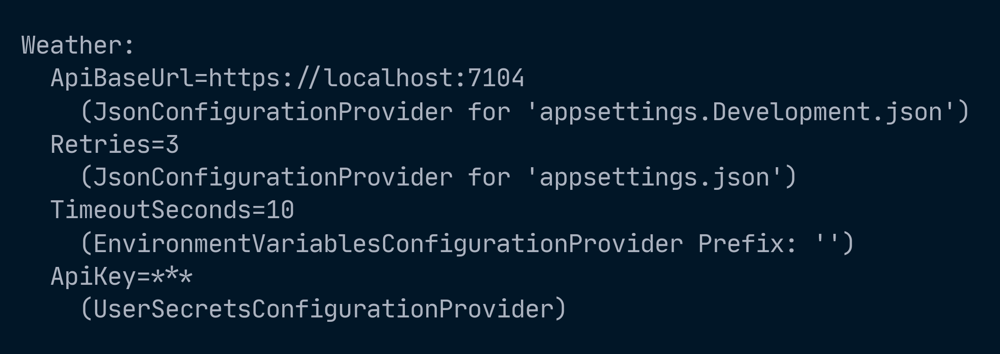 Weather:
  ApiBaseUrl=https://localhost:7104
    (JsonConfigurationProvider for 'appsettings.Development.json')
  Retries=3
    (JsonConfigurationProvider for 'appsettings.json')
  TimeoutSeconds=10
    (EnvironmentVariablesConfigurationProvider Prefix: '')
  ApiKey=***
    (UserSecretsConfigurationProvider)